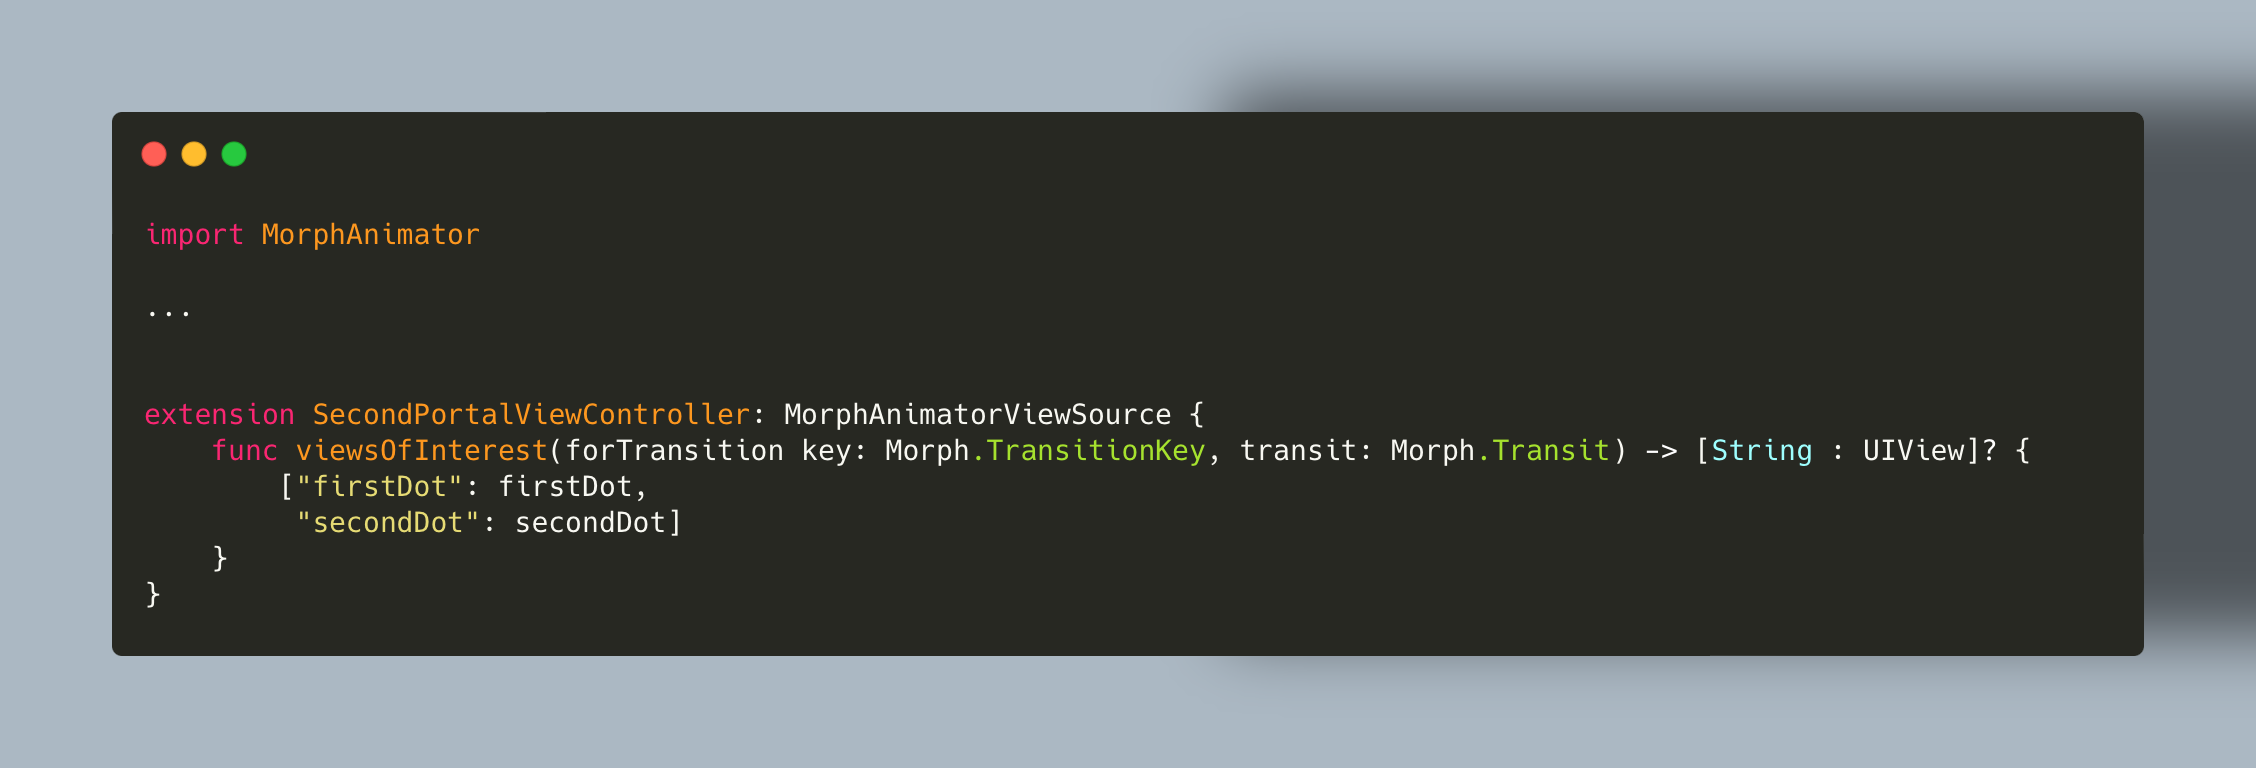 import MorphAnimator
...
extension SecondPortalViewController: MorphAnimatorViewSource {
    func viewsOfInterest(forTransition key: Morph.TransitionKey, transit: Morph.Transit) -> [String : UIView]? {
        ["firstDot": firstDot,
         "secondDot": secondDot]
    }
}